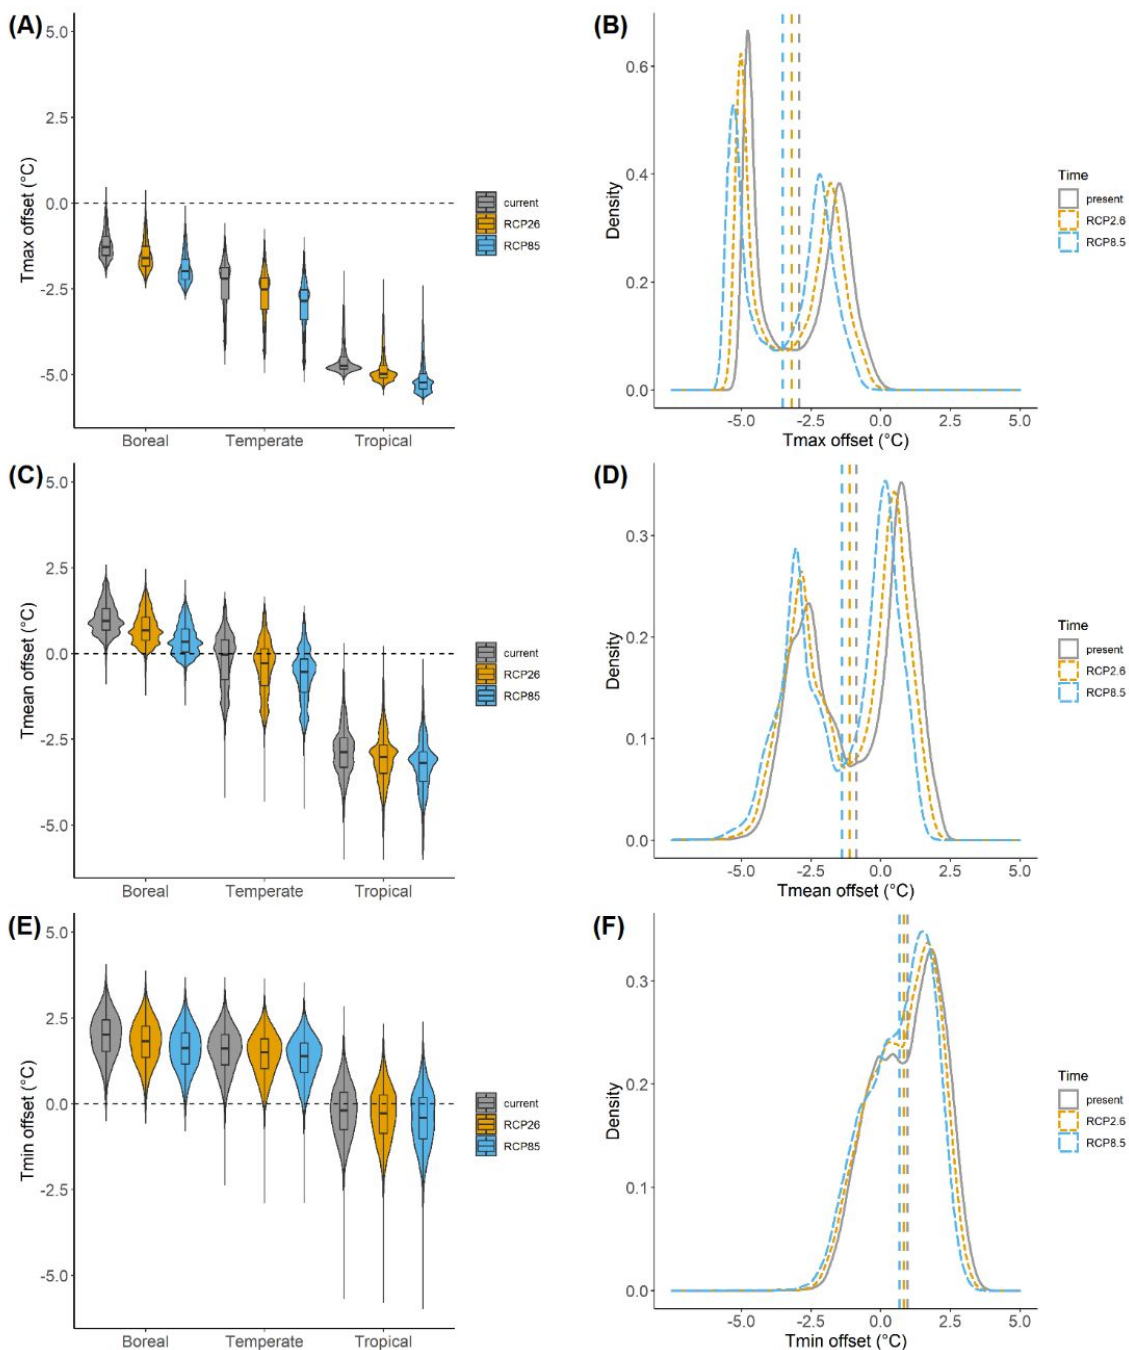 (A)
5.0
2.5
0.0
-2.5
-5.0
Tmax offset (°C)
Boreal Temperate Tropical
current
RCP26
RCP85
(B)
0.6
0.4
0.2
0.0
Density
-5.0 -2.5 0.0 2.5 5.0
Tmax offset (°C)
Time
present
RCP2.6
RCP8.5
(C)
5.0
2.5
0.0
-2.5
-5.0
Tmean offset (°C)
Boreal Temperate Tropical
current
RCP26
RCP85
(D)
0.3
0.2
0.1
0.0
Density
-5.0 -2.5 0.0 2.5 5.0
Tmean offset (°C)
Time
present
RCP2.6
RCP8.5
(E)
5.0
2.5
0.0
-2.5
-5.0
Tmin offset (°C)
Boreal Temperate Tropical
current
RCP26
RCP85
(F)
0.3
0.2
0.1
0.0
Density
-5.0 -2.5 0.0 2.5 5.0
Tmin offset (°C)
Time
present
RCP2.6
RCP8.5